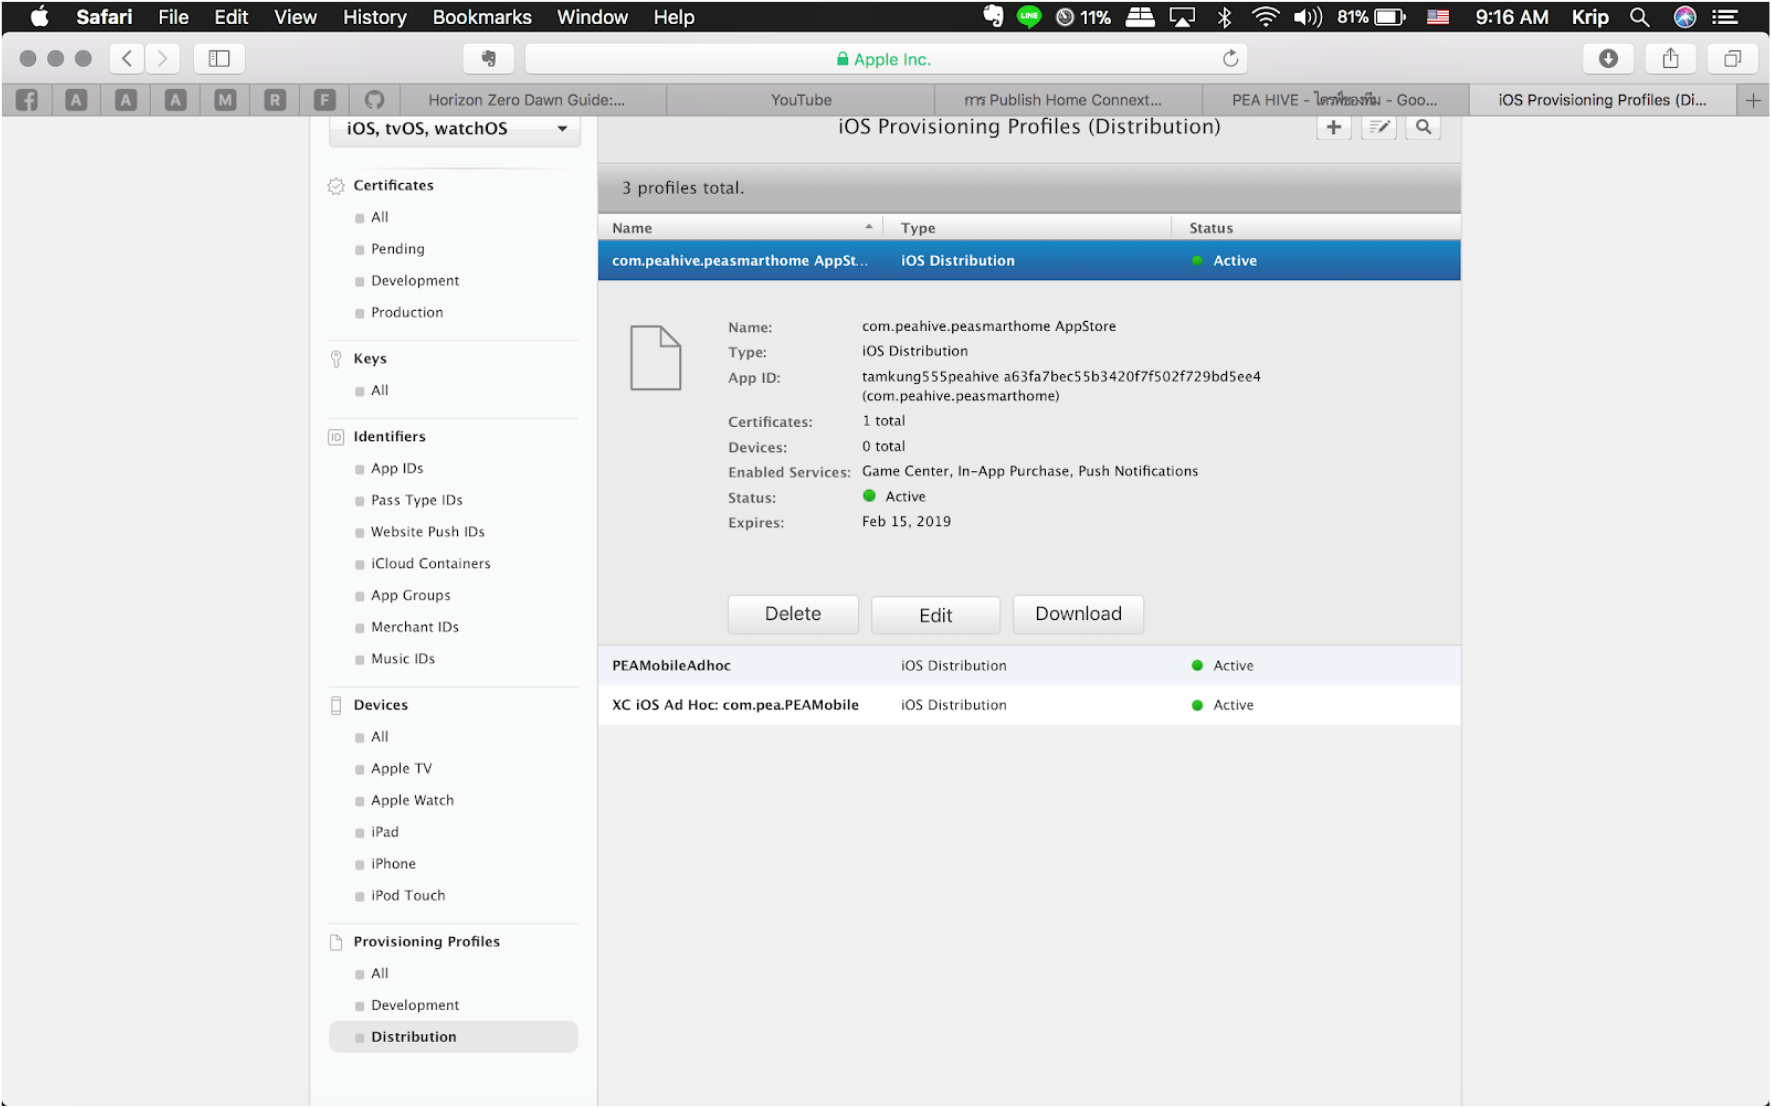 Safari File Edit View History Bookmarks Window Help LINE 11% 81% 9:16 AM Krip
Apple Inc.
A A A M R F Horizon Zero Dawn Guide:... YouTube การ Publish Home Connext... PEA HIVE - ไดรฟ์ของทีม - Goo... iOS Provisioning Profiles (Di...
iOS, tvOS, watchOS
Certificates
All
Pending
Development
Production
Keys
All
ID Identifiers
App IDs
Pass Type IDs
Website Push IDs
iCloud Containers
App Groups
Merchant IDs
Music IDs
Devices
All
Apple TV
Apple Watch
iPad
iPhone
iPod Touch
Provisioning Profiles
All
Development
Distribution
iOS Provisioning Profiles (Distribution)
3 profiles total.
Name Type Status
com.peahive.peasmarthome AppSt... iOS Distribution Active
Name: com.peahive.peasmarthome AppStore
Type: iOS Distribution
App ID: tamkung555peahive a63fa7bec55b3420f7f502f729bd5ee4
(com.peahive.peasmarthome)
Certificates: 1 total
Devices: 0 total
Enabled Services: Game Center, In-App Purchase, Push Notifications
Status: Active
Expires: Feb 15, 2019
Delete Edit Download
PEAMobileAdhoc iOS Distribution Active
XC iOS Ad Hoc: com.pea.PEAMobile iOS Distribution Active